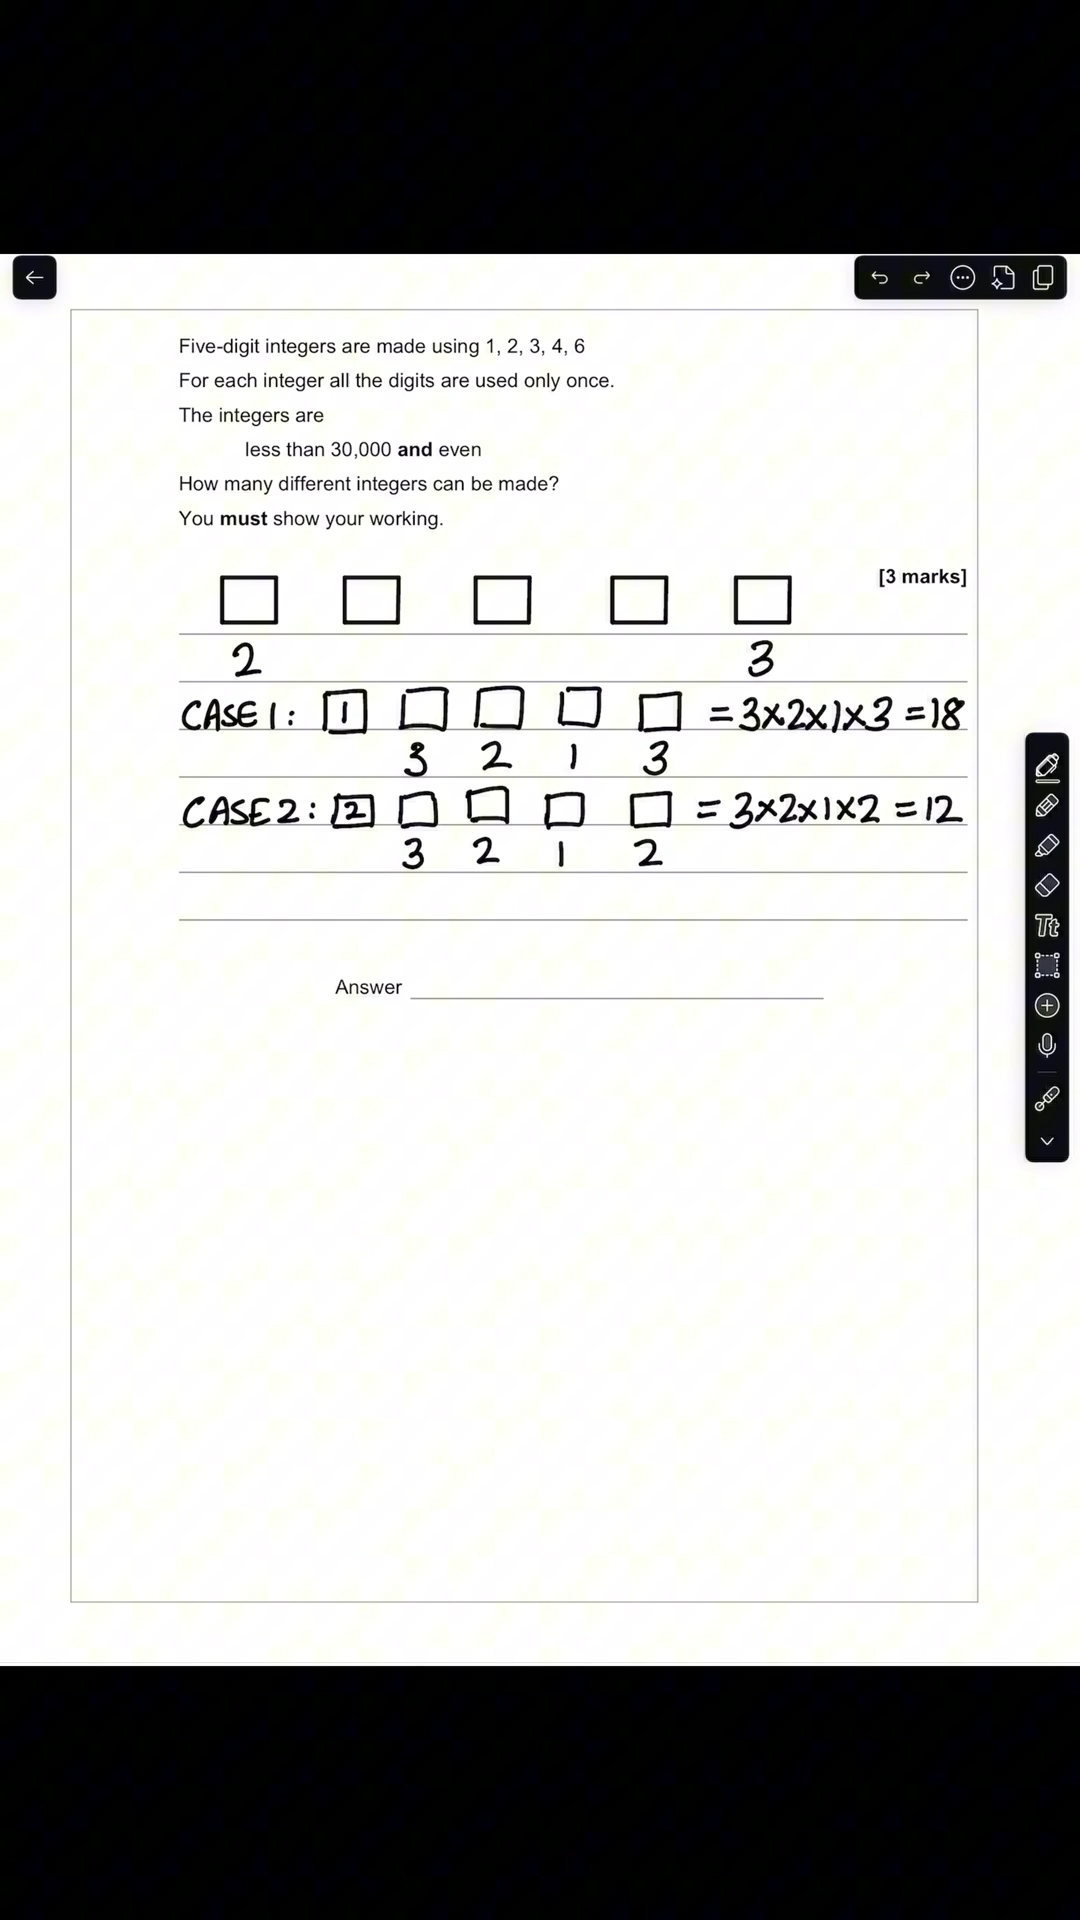 Five-digit integers are made using 1, 2, 3, 4, 6
For each integer all the digits are used only once.
The integers are
less than 30,000 and even
How many different integers can be made?
You must show your working.
[3 marks]
2 3
CASE 1: 1 = 3×2×1×3 = 18
3 2 1 3
CASE 2: 2 = 3×2×1×2 = 12
3 2 1 2
Answer
Tt